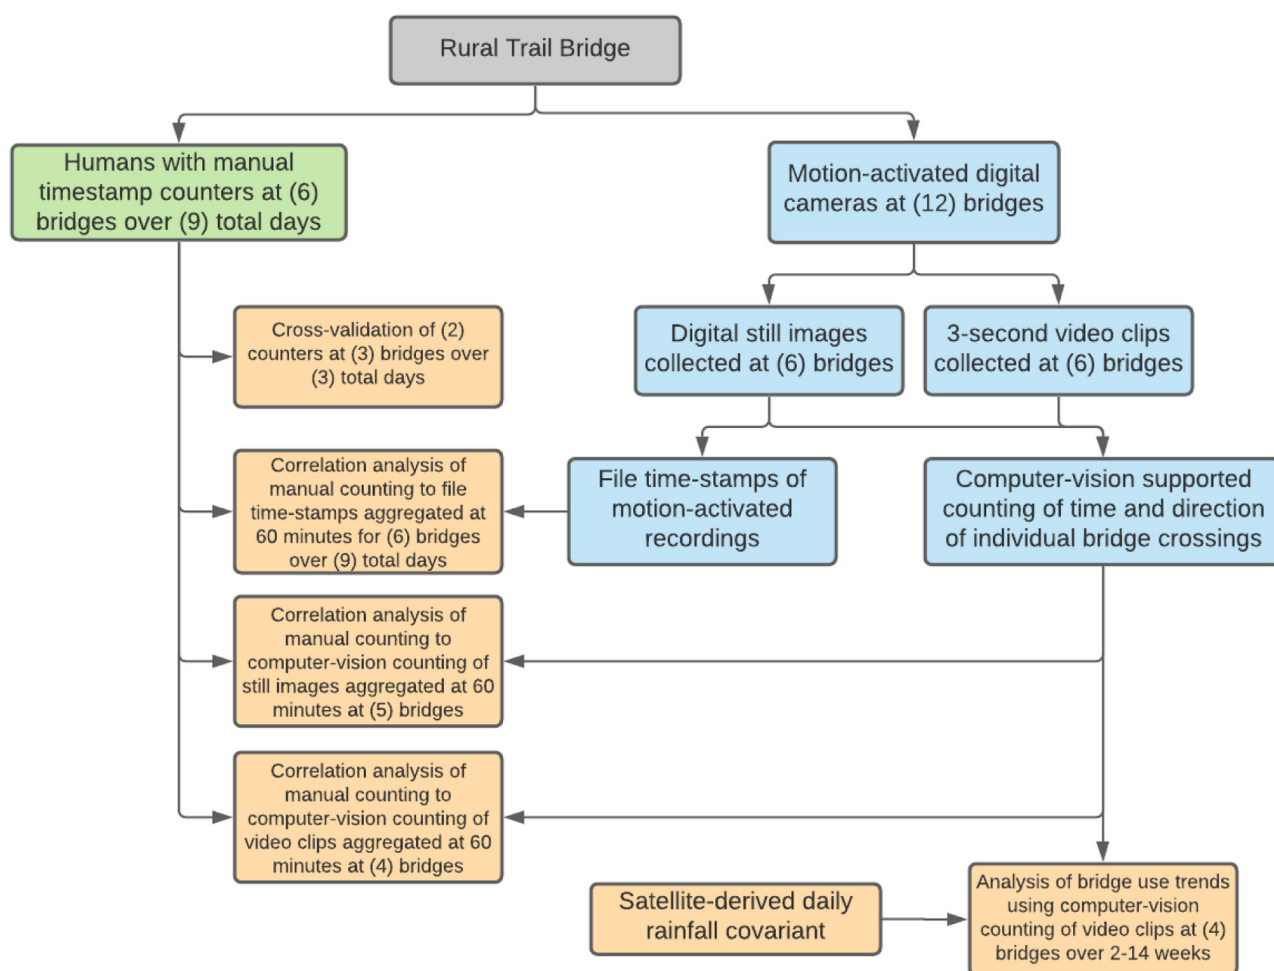 Rural Trail Bridge
Humans with manual
timestamp counters at (6)
bridges over (9) total days
Motion-activated digital
cameras at (12) bridges
Cross-validation of (2)
counters at (3) bridges over
(3) total days
Digital still images
collected at (6) bridges
3-second video clips
collected at (6) bridges
Correlation analysis of
manual counting to file
time-stamps aggregated at
60 minutes for (6) bridges
over (9) total days
File time-stamps of
motion-activated
recordings
Computer-vision supported
counting of time and direction
of individual bridge crossings
Correlation analysis of
manual counting to
computer-vision counting of
still images aggregated at 60
minutes at (5) bridges
Correlation analysis of
manual counting to
computer-vision counting of
video clips aggregated at 60
minutes at (4) bridges
Satellite-derived daily
rainfall covariant
Analysis of bridge use trends
using computer-vision
counting of video clips at (4)
bridges over 2-14 weeks